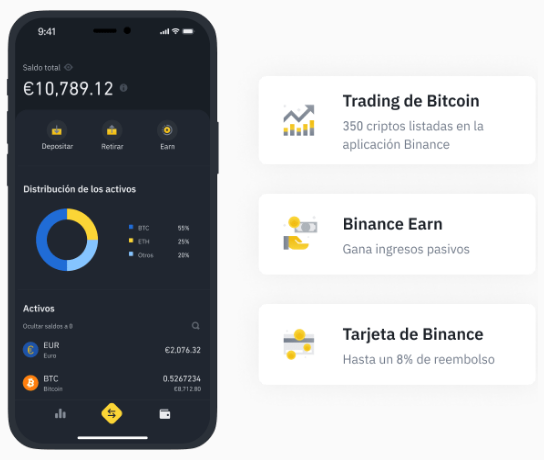 9:41
Saldo total
€10,789.12
Depositar
Retirar
Earn
Distribución de los activos
BTC 55%
ETH 25%
Otros 20%
Activos
Ocultar saldos a 0
EUR
Euro
€2,076.32
BTC
Bitcoin
0.5267234
€8,712.80
Trading de Bitcoin
350 criptos listadas en la
aplicación Binance
Binance Earn
Gana ingresos pasivos
Tarjeta de Binance
Hasta un 8% de reembolso